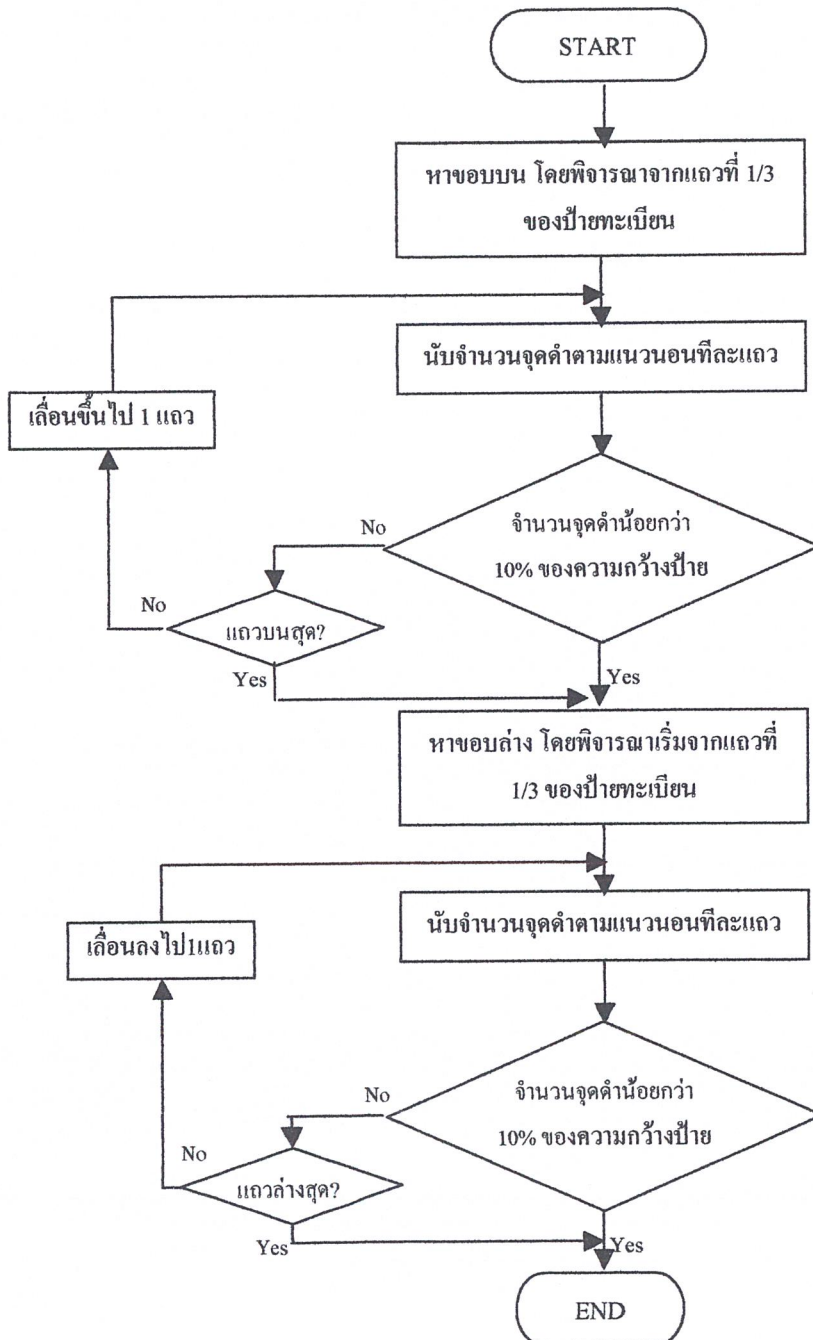 START
หาขอบบน โดยพิจารณาจากแถวที่ 1/3
ของป้ายทะเบียน
นับจำนวนจุดดำตามแนวนอนทีละแถว
เลื่อนขึ้นไป 1 แถว
จำนวนจุดดำน้อยกว่า
10% ของความกว้างป้าย
No
No
แถวบนสุด?
Yes
Yes
หาขอบล่าง โดยพิจารณาเริ่มจากแถวที่
1/3 ของป้ายทะเบียน
นับจำนวนจุดดำตามแนวนอนทีละแถว
เลื่อนลงไป1แถว
จำนวนจุดดำน้อยกว่า
10% ของความกว้างป้าย
No
No
แถวล่างสุด?
Yes
Yes
END